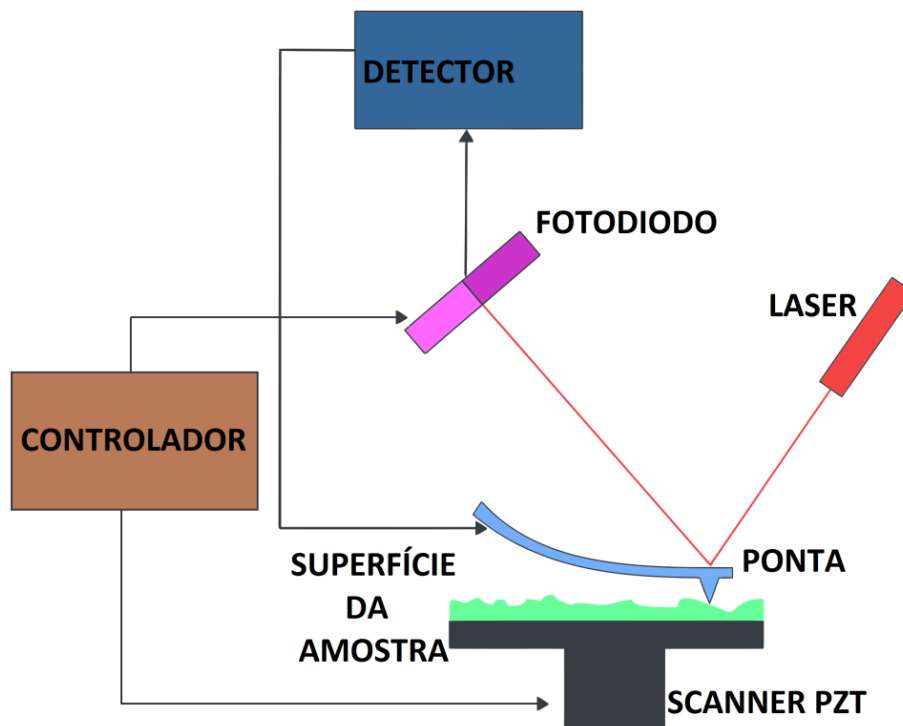 DETECTOR
FOTODIODO
LASER
CONTROLADOR
SUPERFÍCIE
DA
AMOSTRA
PONTA
SCANNER PZT